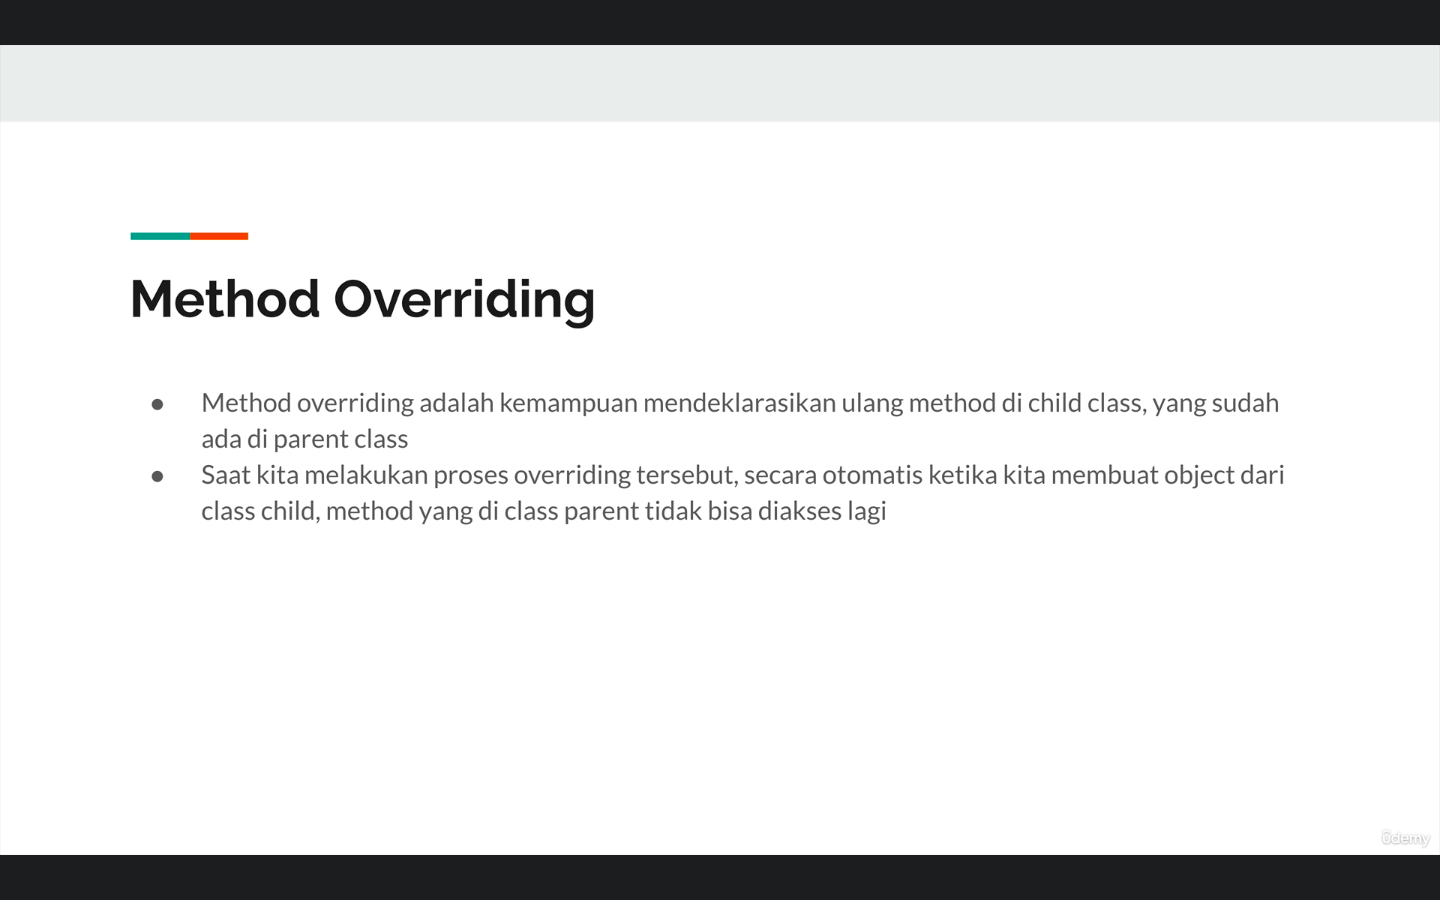 Method Overriding
● Method overriding adalah kemampuan mendeklarasikan ulang method di child class, yang sudah
ada di parent class
● Saat kita melakukan proses overriding tersebut, secara otomatis ketika kita membuat object dari
class child, method yang di class parent tidak bisa diakses lagi
ûdemy